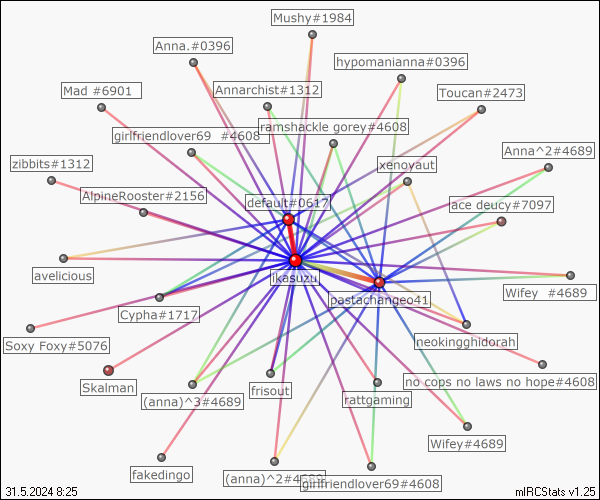 Mushy#1984
Anna.#0396
hypomanianna#0396
Mad #6901
Annarchist#1312
Toucan#2473
girlfriendlover69 #4608
ramshackle gorey#4608
zibbits#1312
xenoyaut
Anna^2#4689
AlpineRooster#2156
default#0617
ace deucy#7097
avelicious
ikasuzu
pastachangeo41
Wifey #4689
Cypha#1717
Soxy Foxy#5076
neokingghidorah
Skalman
(anna)^3#4689
frisout
rattgaming
no cops no laws no hope#4608
Wifey#4689
fakedingo
(anna)^2#4689
girlfriendlover69#4608
31.5.2024 8:25
mIRCStats v1.25